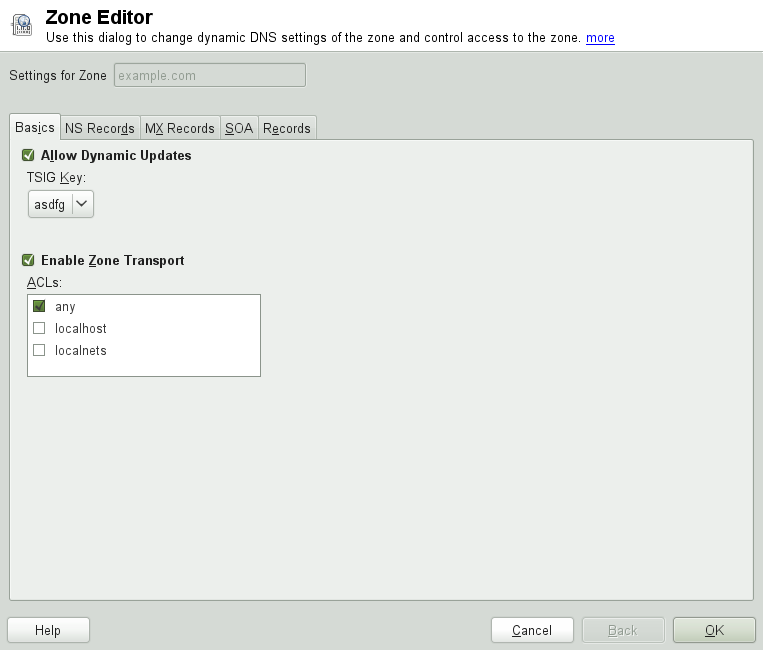 Zone Editor
Use this dialog to change dynamic DNS settings of the zone and control access to the zone. more
Settings for Zone example.com
Basics NS Records MX Records SOA Records
Allow Dynamic Updates
TSIG Key:
asdfg
Enable Zone Transport
ACLs:
any
localhost
localnets
Help Cancel Back OK